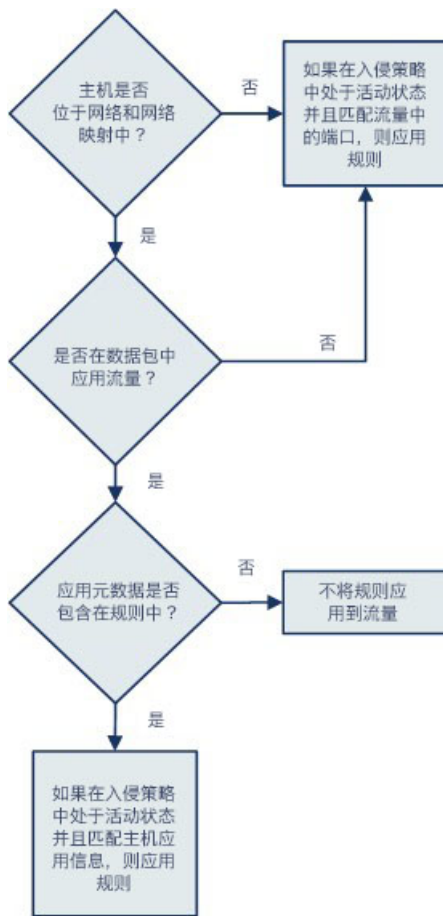 主机是否
位于网络和网络
映射中？
否
如果在入侵策略
中处于活动状态
并且匹配流量中
的端口，则应用
规则
是
是否在数据包中
应用流量？
否
是
应用元数据是否
包含在规则中？
否
不将规则应
用到流量
是
如果在入侵策略
中处于活动状态
并且匹配主机应
用信息，则应用
规则